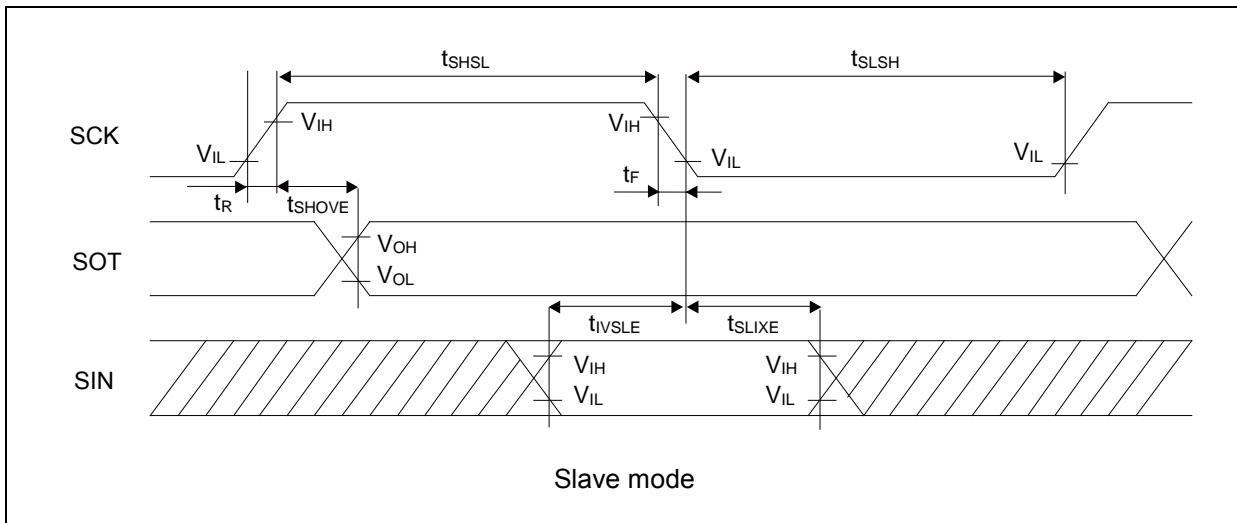 tSHSL
tSLSH
SCK
VIH
VIH
VIL
VIL
VIL
tF
tR
tSHOVE
SOT
VOH
VOL
tIVSLE
tSLIXE
SIN
VIH
VIH
VIL
VIL
Slave mode